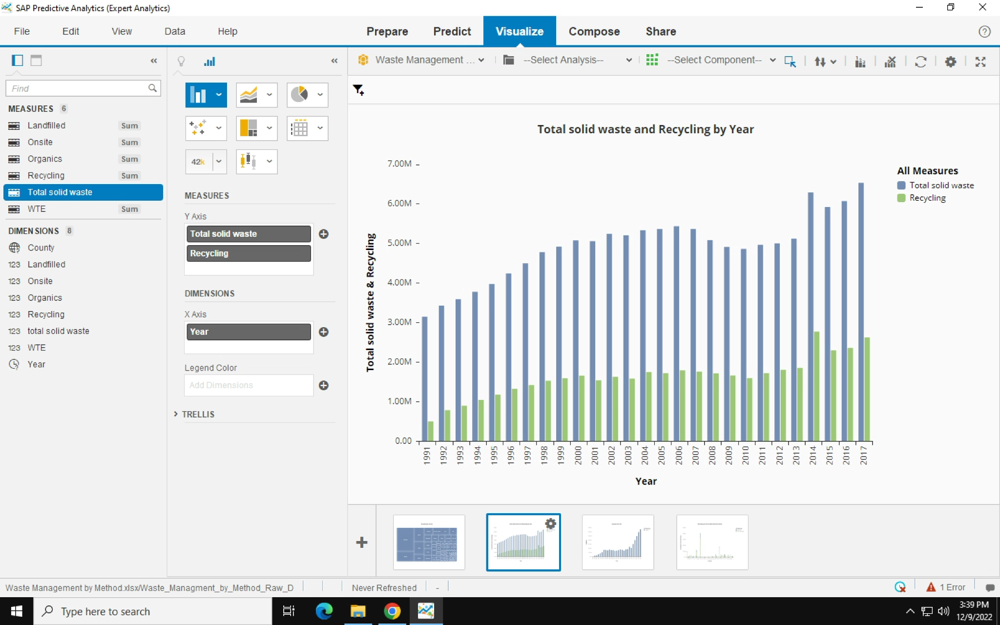 SAP Predictive Analytics (Expert Analytics)
File Edit View Data Help Prepare Predict Visualize Compose Share
Waste Management ... --Select Analysis-- --Select Component--
Find
MEASURES 6
Landfilled Sum
Onsite Sum
Organics Sum
Recycling Sum
Total solid waste
WTE Sum
DIMENSIONS 8
County
123 Landfilled
123 Onsite
123 Organics
123 Recycling
123 total solid waste
123 WTE
Year
42k
MEASURES
Y Axis
Total solid waste
Recycling
DIMENSIONS
X Axis
Year
Legend Color
Add Dimensions
TRELLIS
Total solid waste and Recycling by Year
Total solid waste & Recycling
7.00M
6.00M
5.00M
4.00M
3.00M
2.00M
1.00M
0.00
1991 1992 1993 1994 1995 1996 1997 1998 1999 2000 2001 2002 2003 2004 2005 2006 2007 2008 2009 2010 2011 2012 2013 2014 2015 2016 2017
Year
All Measures
Total solid waste
Recycling
Waste Management by Method.xlsx/Waste_Managment_by_Method_Raw_D Never Refreshed - 1 Error
Type here to search
3:39 PM
12/9/2022